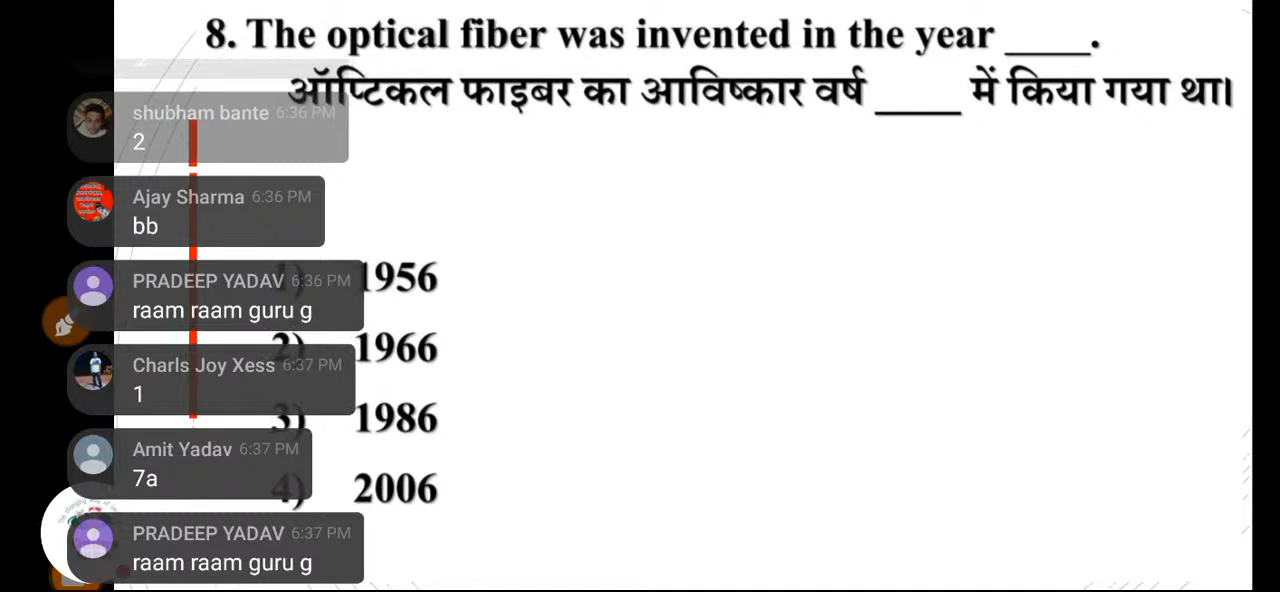 8. The optical fiber was invented in the year ____.
ऑप्टिकल फाइबर का आविष्कार वर्ष ____ में किया गया था।
shubham bante 6:36 PM
2
Ajay Sharma 6:36 PM
bb
PRADEEP YADAV 6:36 PM
raam raam guru g
1) 1956
Charls Joy Xess 6:37 PM
1
2) 1966
3) 1986
Amit Yadav 6:37 PM
7a
4) 2006
PRADEEP YADAV 6:37 PM
raam raam guru g